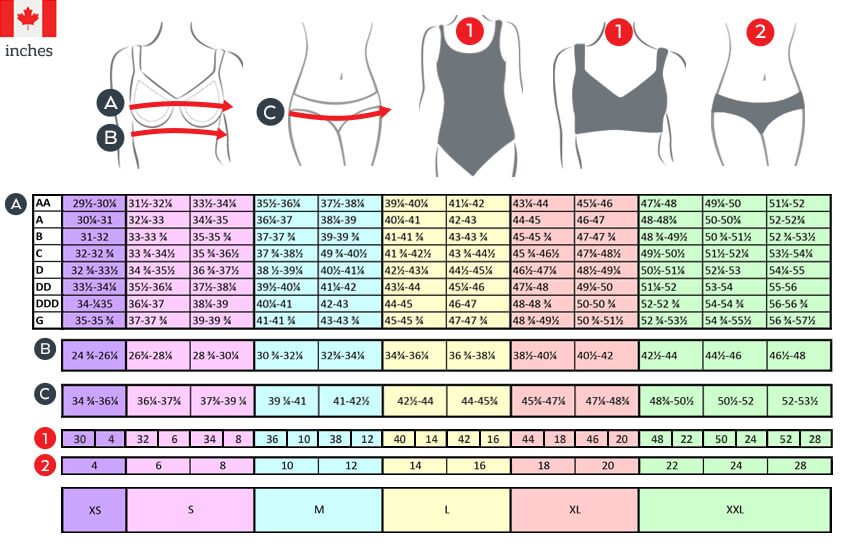 inches
1
1
2
A
B
C
A
AA 29½-30¼ 31½-32¼ 33½-34¼ 35½-36¼ 37½-38¼ 39¼-40¼ 41¼-42 43¼-44 45¼-46 47¼-48 49¼-50 51¼-52
A 30¼-31 32¼-33 34¼-35 36¼-37 38¼-39 40¼-41 42-43 44-45 46-47 48-48¾ 50-50¾ 52-52¾
B 31-32 33-33 ¾ 35-35 ¾ 37-37 ¾ 39-39 ¾ 41-41 ¾ 43-43 ¾ 45-45 ¾ 47-47 ¾ 48 ¾-49½ 50 ¾-51½ 52 ¾-53½
C 32-32 ¾ 33 ¾-34½ 35 ¾-36½ 37 ¾-38½ 49 ¾-40½ 41 ¾-42½ 43 ¾-44½ 45 ¾-46½ 47¾-48½ 49½-50½ 51½-52¼ 53½-54¼
D 32 ¾-33½ 34 ¾-35½ 36 ¾-37½ 38 ½-39¼ 40½-41¼ 42½-43¼ 44½-45¼ 46½-47¼ 48½-49¼ 50½-51¼ 52¼-53 54¼-55
DD 33½-34¼ 35½-36¼ 37½-38¼ 39½-40¼ 41¼-42 43¼-44 45¼-46 47¼-48 49¼-50 51¼-52 53-54 55-56
DDD 34-¼35 36¼-37 38¼-39 40¼-41 42-43 44-45 46-47 48-48 ¾ 50-50 ¾ 52-52 ¾ 54-54 ¾ 56-56 ¾
G 35-35 ¾ 37-37 ¾ 39-39 ¾ 41-41 ¾ 43-43 ¾ 45-45 ¾ 47-47 ¾ 48 ¾-49½ 50 ¾-51½ 52 ¾-53½ 54 ¾-55½ 56 ¾-57½
B
24 ¾-26¼ 26¾-28¼ 28 ¾-30¼ 30 ¾-32¼ 32¾-34¼ 34¾-36¼ 36 ¾-38¼ 38½-40¼ 40½-42 42½-44 44½-46 46½-48
C
34 ¾-36¼ 36¼-37¾ 37¾-39 ¼ 39 ¼-41 41-42½ 42½-44 44-45¾ 45¾-47¼ 47¼-48¾ 48¾-50½ 50½-52 52-53½
1 30 4 32 6 34 8 36 10 38 12 40 14 42 16 44 18 46 20 48 22 50 24 52 28
2 4 6 8 10 12 14 16 18 20 22 24 28
XS S M L XL XXL